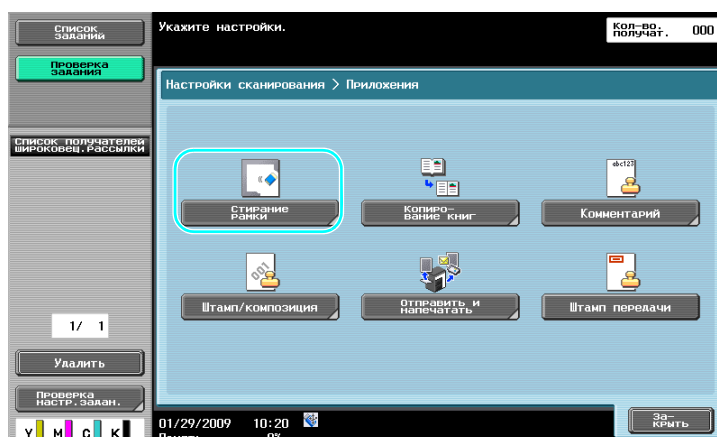 Список
заданий
Укажите настройки.
Кол-во.
получат.
000
Проверка
задания
Настройки сканирования > Приложения
Список получателей
широковещ.рассылки
abc123
Стирание
рамки
Копиро-
вание книг
Комментарий
001
Штамп/композиция
Отправить и
напечатать
Штамп передачи
1/ 1
Удалить
Проверка
настр.задан.
01/29/2009 10:20
За-
крыть
Y M C K
Память 0%